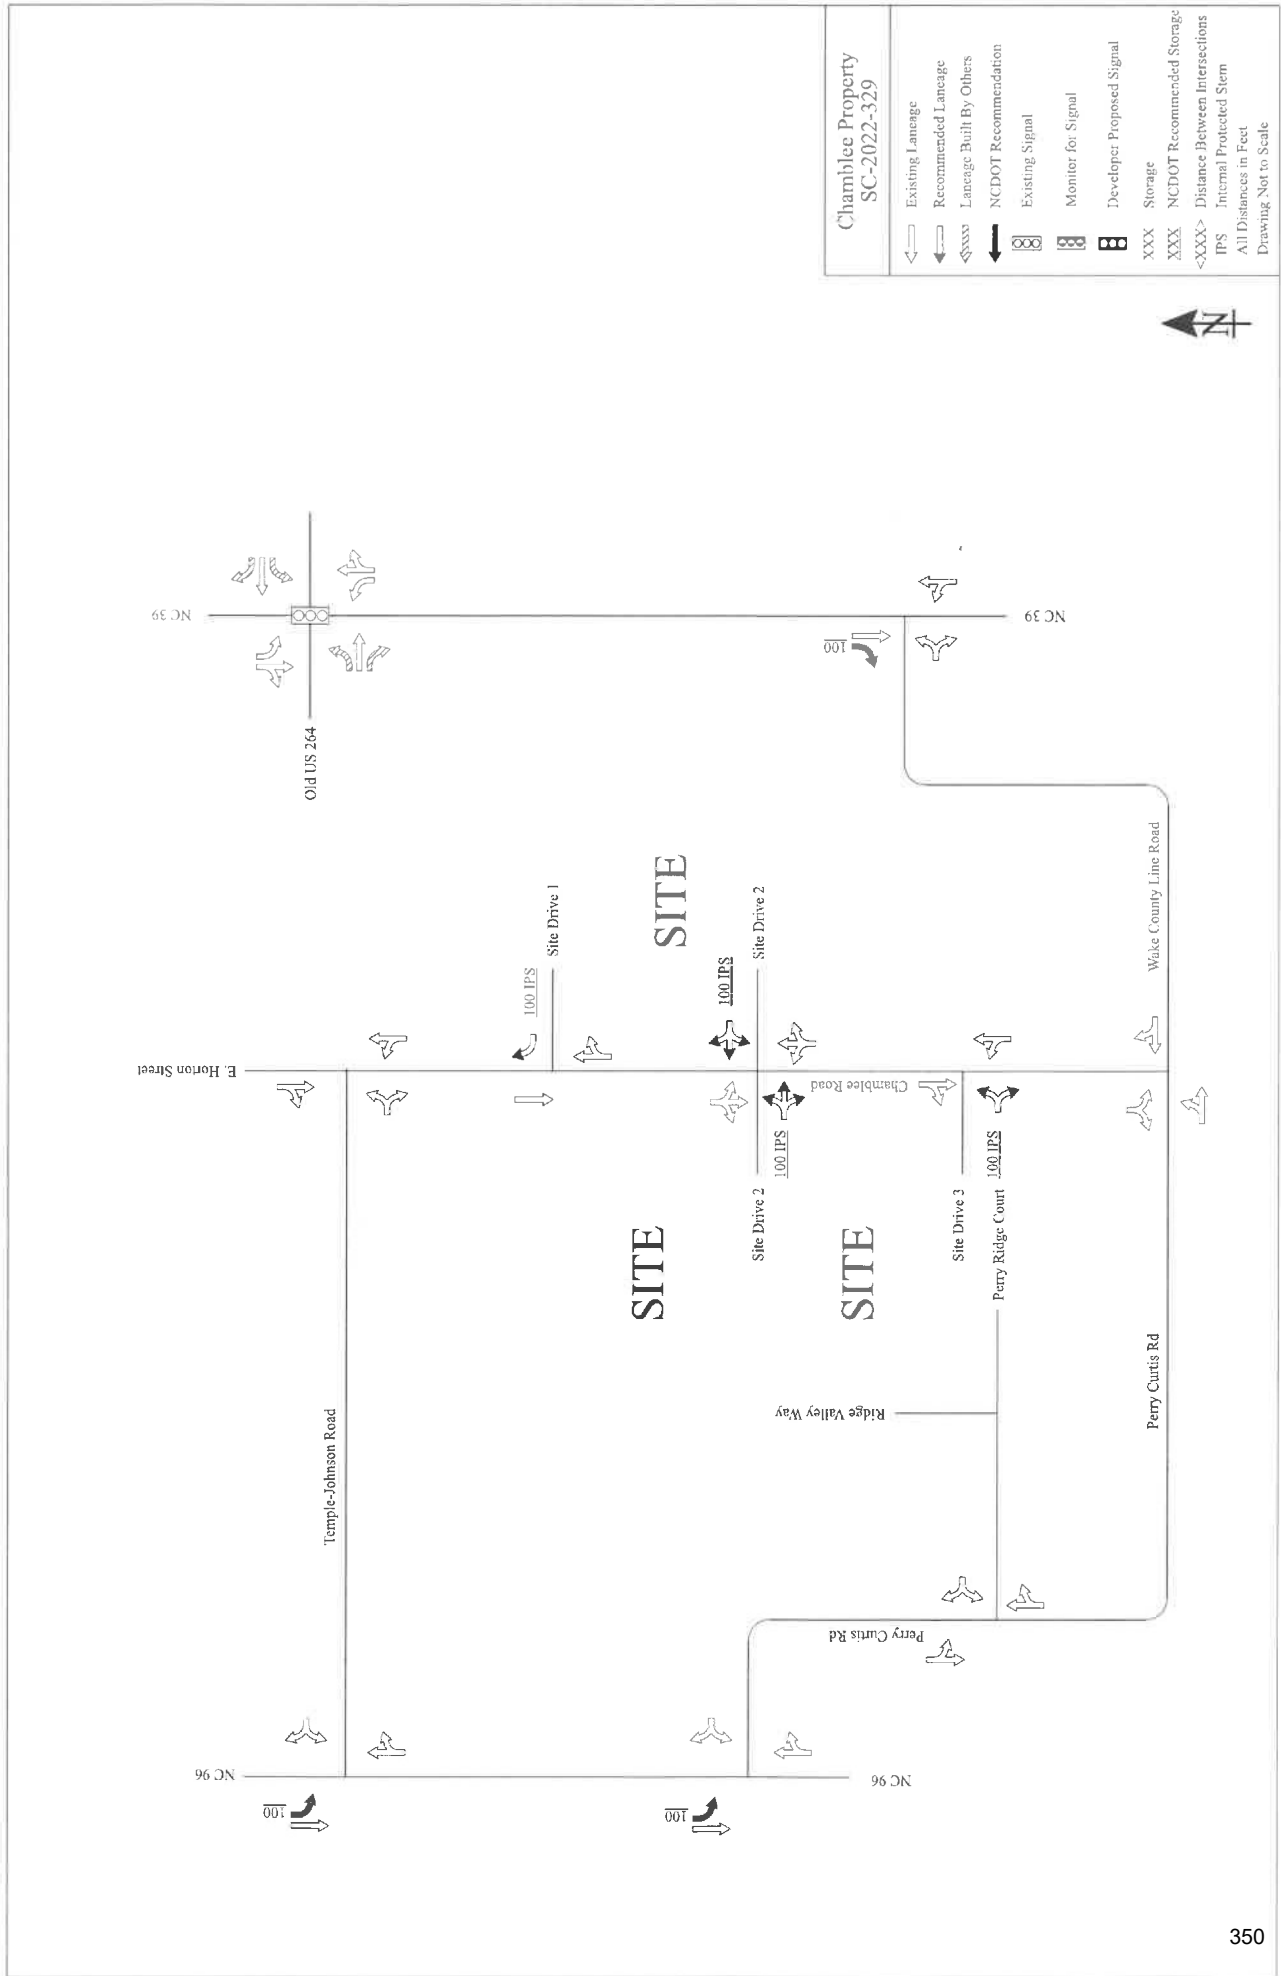 Chamblee Property
SC-2022-329
Existing Laneage
Recommended Laneage
Laneage Built By Others
NCDOT Recommendation
Existing Signal
Monitor for Signal
Developer Proposed Signal
XXX Storage
XXX NCDOT Recommended Storage
<XXX> Distance Between Intersections
IPS Internal Protected Stem
All Distances in Feet
Drawing Not to Scale
N
NC 39
Old US 264
100
NC 39
E. Horton Street
100 IPS
Site Drive 1
SITE
100 IPS
Site Drive 2
Chamblee Road
Wake County Line Road
100 IPS
Site Drive 2
SITE
SITE
Site Drive 3
100 IPS
Perry Ridge Court
Ridge Valley Way
Perry Curtis Rd
Temple-Johnson Road
Perry Curtis Rd
NC 96
100
100
NC 96
350